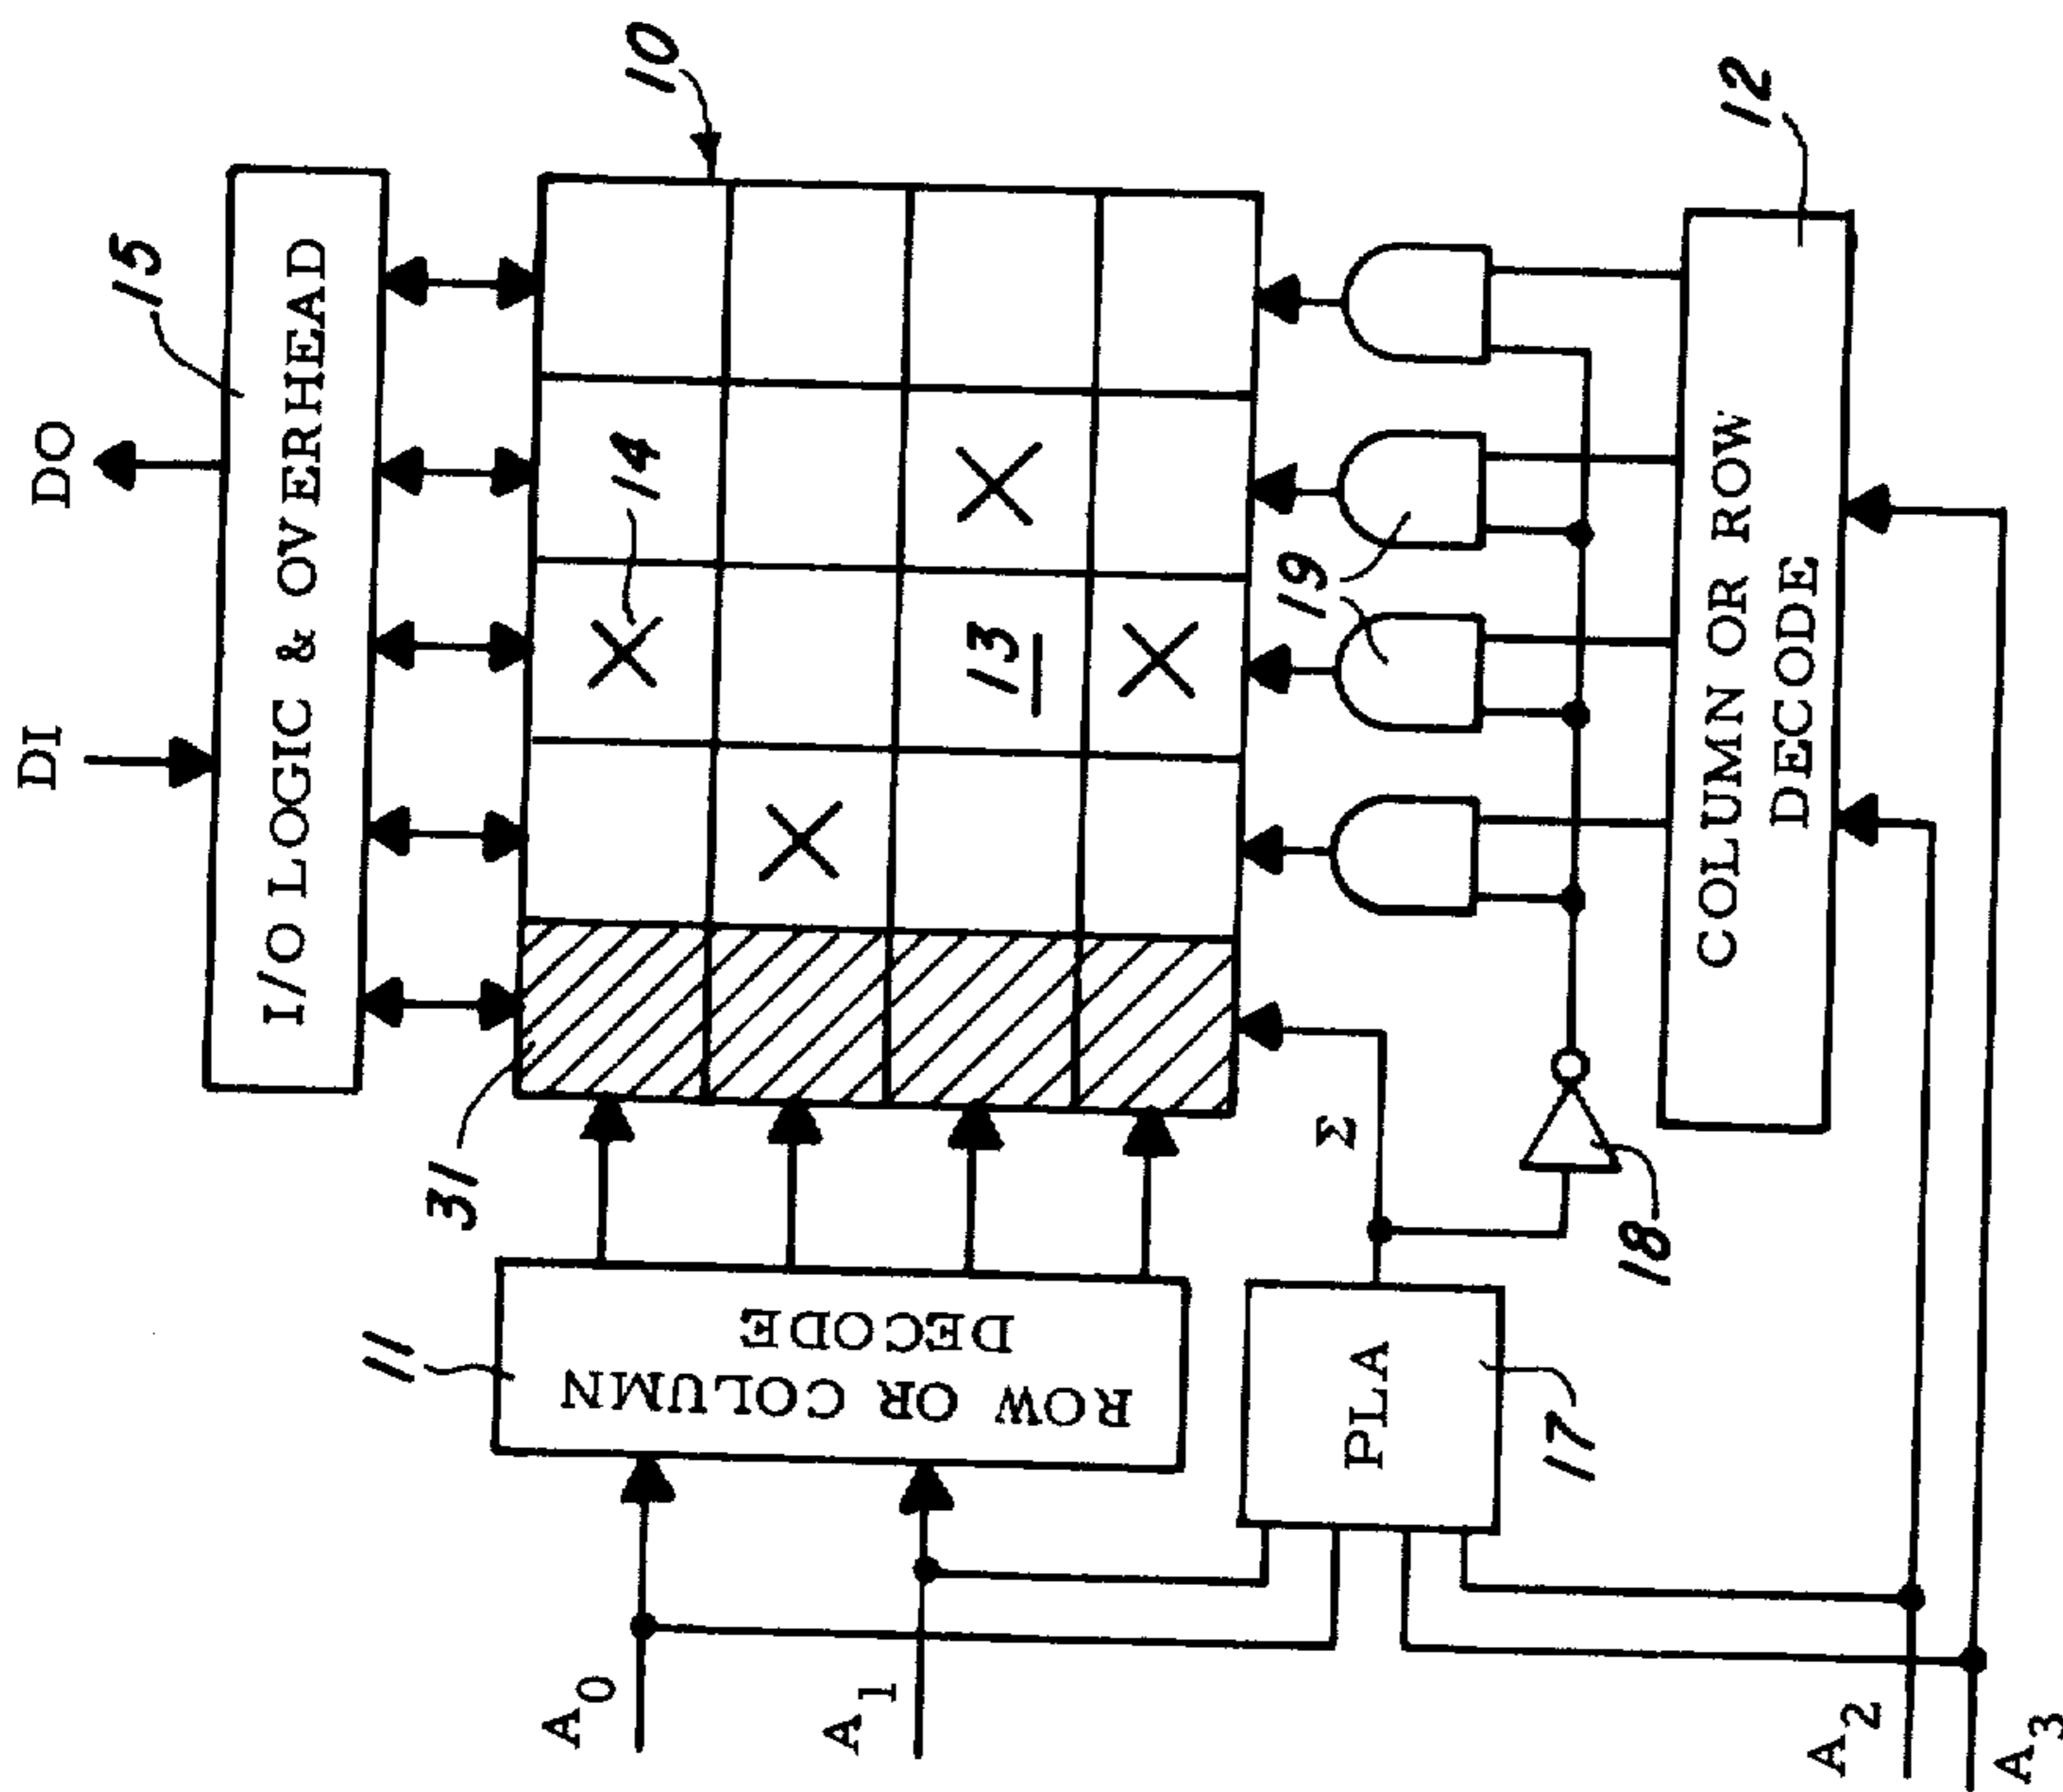 DI
DO
15
I/O LOGIC & OVERHEAD
10
14
13
31
11
ROW OR COLUMN
DECODE
Σ
19
12
COLUMN OR ROW
DECODE
18
PLA
17
A0
A1
A2
A3